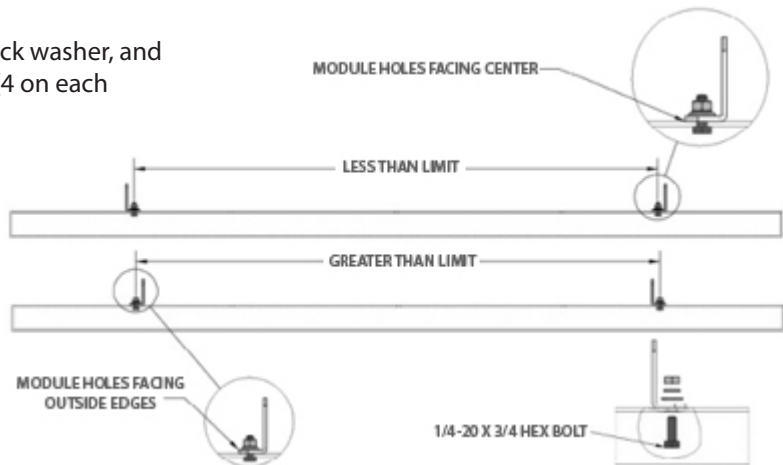 ck washer, and
4 on each
MODULE HOLES FACING CENTER
LESS THAN LIMIT
GREATER THAN LIMIT
MODULE HOLES FACING
OUTSIDE EDGES
1/4-20 X 3/4 HEX BOLT